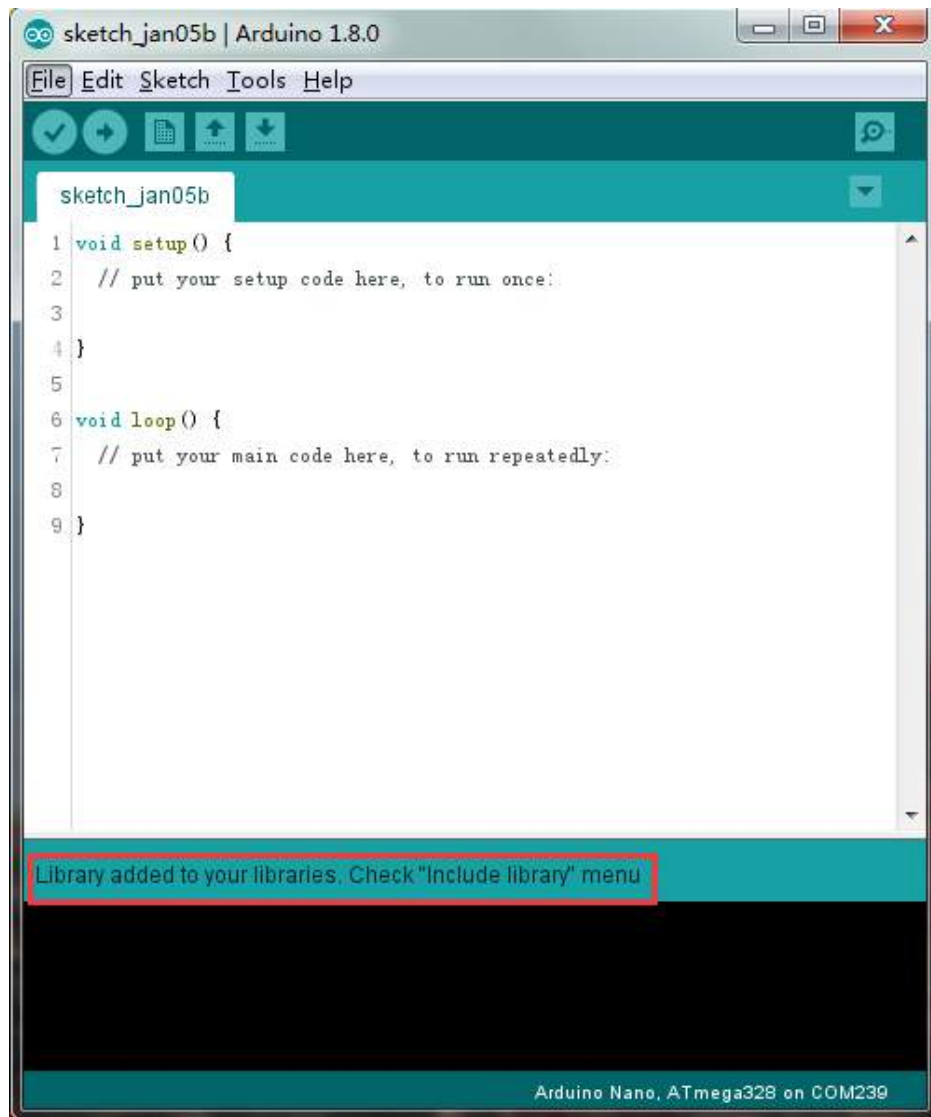 sketch_jan05b | Arduino 1.8.0
File Edit Sketch Tools Help
sketch_jan05b
1 void setup() {
2 // put your setup code here, to run once:
3
4 }
5
6 void loop() {
7 // put your main code here, to run repeatedly:
8
9 }
Library added to your libraries. Check "Include library" menu
Arduino Nano, ATmega328 on COM239